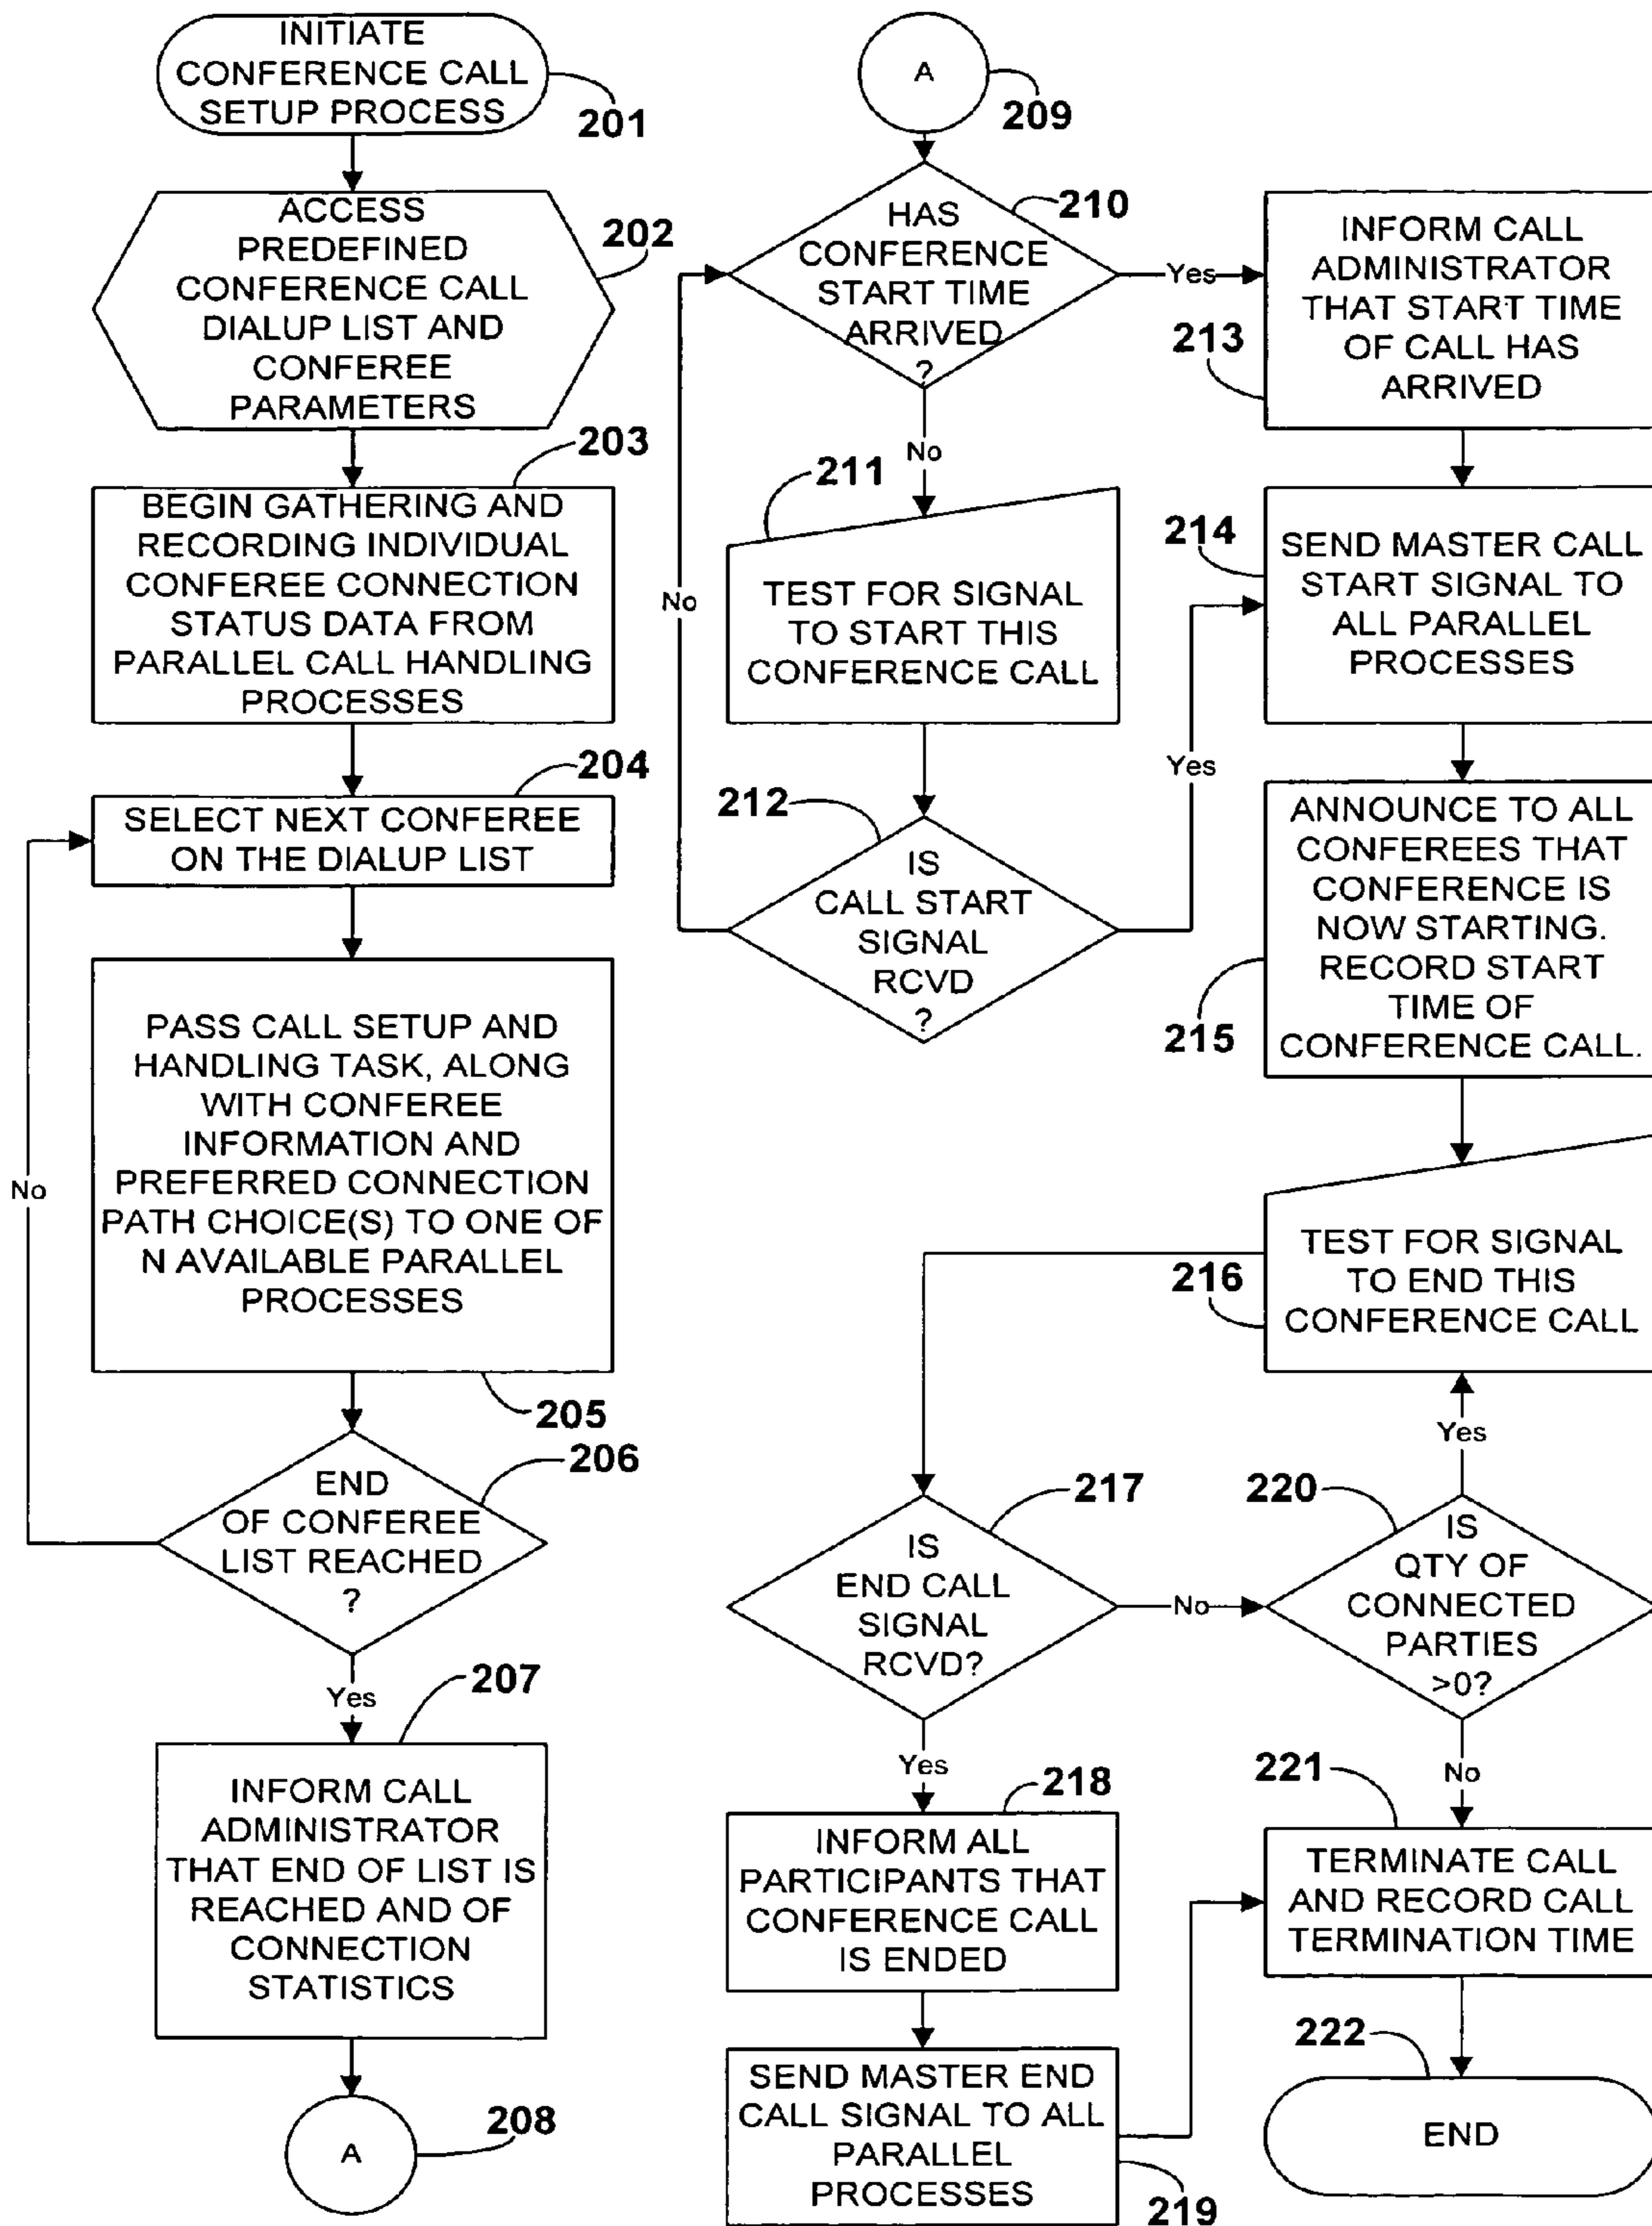 INITIATE
CONFERENCE CALL
SETUP PROCESS
201
ACCESS
PREDEFINED
CONFERENCE CALL
DIALUP LIST AND
CONFEREE
PARAMETERS
202
203
BEGIN GATHERING AND
RECORDING INDIVIDUAL
CONFEREE CONNECTION
STATUS DATA FROM
PARALLEL CALL HANDLING
PROCESSES
204
SELECT NEXT CONFEREE
ON THE DIALUP LIST
PASS CALL SETUP AND
HANDLING TASK, ALONG
WITH CONFEREE
INFORMATION AND
PREFERRED CONNECTION
PATH CHOICE(S) TO ONE OF
N AVAILABLE PARALLEL
PROCESSES
No
205
206
END
OF CONFEREE
LIST REACHED
?
Yes
207
INFORM CALL
ADMINISTRATOR
THAT END OF LIST IS
REACHED AND OF
CONNECTION
STATISTICS
A
208
A
209
210
HAS
CONFERENCE
START TIME
ARRIVED
?
Yes
No
211
TEST FOR SIGNAL
TO START THIS
CONFERENCE CALL
No
212
IS
CALL START
SIGNAL
RCVD
?
Yes
INFORM CALL
ADMINISTRATOR
THAT START TIME
OF CALL HAS
ARRIVED
213
214
SEND MASTER CALL
START SIGNAL TO
ALL PARALLEL
PROCESSES
ANNOUNCE TO ALL
CONFEREES THAT
CONFERENCE IS
NOW STARTING.
RECORD START
TIME OF
CONFERENCE CALL.
215
TEST FOR SIGNAL
TO END THIS
CONFERENCE CALL
216
217
IS
END CALL
SIGNAL
RCVD?
No
Yes
220
IS
QTY OF
CONNECTED
PARTIES
>0?
Yes
No
218
INFORM ALL
PARTICIPANTS THAT
CONFERENCE CALL
IS ENDED
SEND MASTER END
CALL SIGNAL TO ALL
PARALLEL
PROCESSES
219
221
TERMINATE CALL
AND RECORD CALL
TERMINATION TIME
222
END